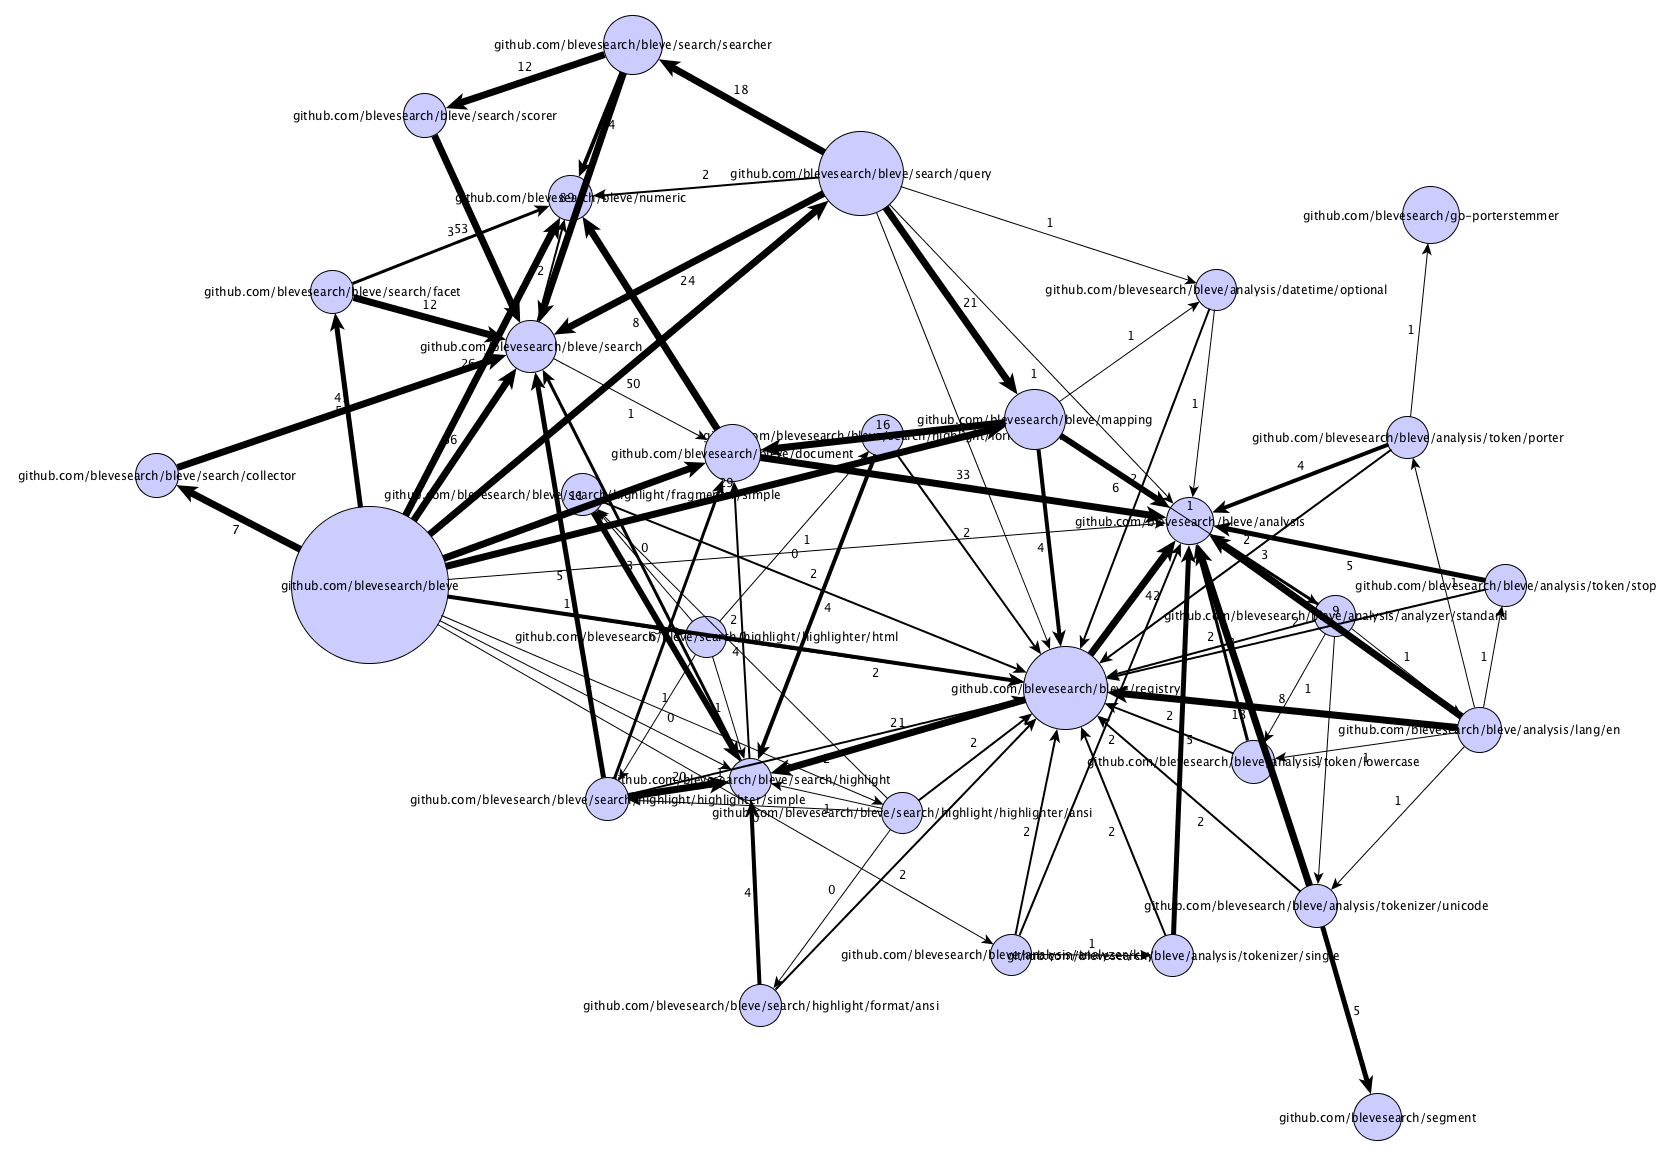 github.com/blevesearch/bleve/search/searcher
12
18
github.com/blevesearch/bleve/search/scorer
4
github.com/blevesearch/bleve/search/query
2
github.com/blevesearch/bleve/numeric
89
github.com/blevesearch/go-porterstemmer
1
3
53
2
24
21
github.com/blevesearch/bleve/search/facet
12
github.com/blevesearch/bleve/analysis/datetime/optional
8
1
1
github.com/blevesearch/bleve/search
26
50
1
1
1
4
github.com/blevesearch/bleve/mapping
16
github.com/blevesearch/bleve/analysis/token/porter
github.com/blevesearch/bleve/document
4
github.com/blevesearch/bleve/search/collector
33
6
29
github.com/blevesearch/bleve/search/highlight/fragmenter/simple
11
1
github.com/blevesearch/bleve/analysis
7
2
1
0
0
4
2
3
5
3
5
2
github.com/blevesearch/bleve
github.com/blevesearch/bleve/analysis/token/stop
1
4
42
9
github.com/blevesearch/bleve/analysis/analyzer/standard
2
github.com/blevesearch/bleve/search/highlight/highlighter/html
2
4
1
1
2
github.com/blevesearch/bleve/registry
1
8
1
0
1
21
2
5
2
2
github.com/blevesearch/bleve/analysis/lang/en
1
github.com/blevesearch/bleve/analysis/token/lowercase
20
github.com/blevesearch/bleve/search/highlight
github.com/blevesearch/bleve/search/highlight/highlighter/simple
1
github.com/blevesearch/bleve/search/highlight/highlighter/ansi
1
2
2
2
2
4
0
github.com/blevesearch/bleve/analysis/tokenizer/unicode
1
github.com/blevesearch/bleve/analysis/tokenizer/single
github.com/blevesearch/bleve/search/highlight/format/ansi
5
github.com/blevesearch/segment